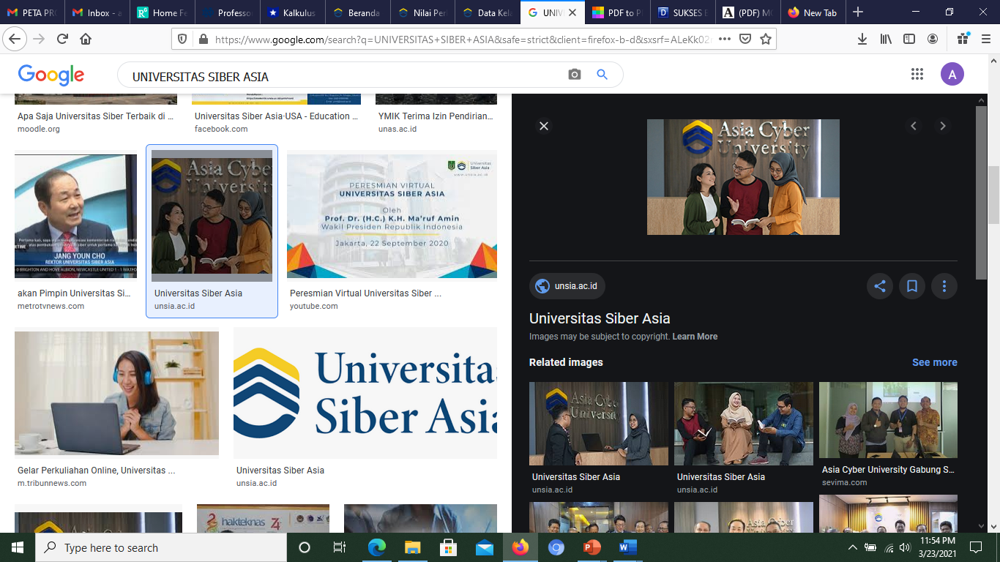 PETA PR
Inbox - a
Home Fe
Professo
Kalkulus
Beranda
Nilai Per
Data Kela
UNIV
PDF to P
SUKSES E
(PDF) M
New Tab
https://www.google.com/search?q=UNIVERSITAS+SIBER+ASIA&safe=strict&client=firefox-b-d&sxsrf=ALeKk02
Google
UNIVERSITAS SIBER ASIA
A
Apa Saja Universitas Siber Terbaik di ...
moodle.org
Universitas Siber Asia·USA - Education ...
facebook.com
YMIK Terima Izin Pendirian...
unas.ac.id
JANG YOUN CHO
REKTOR UNIVERSITAS SIBER ASIA
akan Pimpin Universitas Si...
metrotvnews.com
Asia Cyber
University
Universitas Siber Asia
unsia.ac.id
Universitas
Siber Asia
PERESMIAN VIRTUAL
UNIVERSITAS SIBER ASIA
Oleh
Prof. Dr. (H.C.) K.H. Ma'ruf Amin
Wakil Presiden Republik Indonesia
Jakarta, 22 September 2020
Peresmian Virtual Universitas Siber ...
youtube.com
Gelar Perkuliahan Online, Universitas ...
m.tribunnews.com
Universita
Siber Asi
Universitas Siber Asia
unsia.ac.id
hakteknas
Asia Cyber
University
unsia.ac.id
Universitas Siber Asia
Images may be subject to copyright. Learn More
Related images
See more
Asia Cyber
University
Universitas Siber Asia
unsia.ac.id
Universitas Siber Asia
unsia.ac.id
Asia Cyber University Gabung S...
sevima.com
Type here to search
11:54 PM
3/23/2021